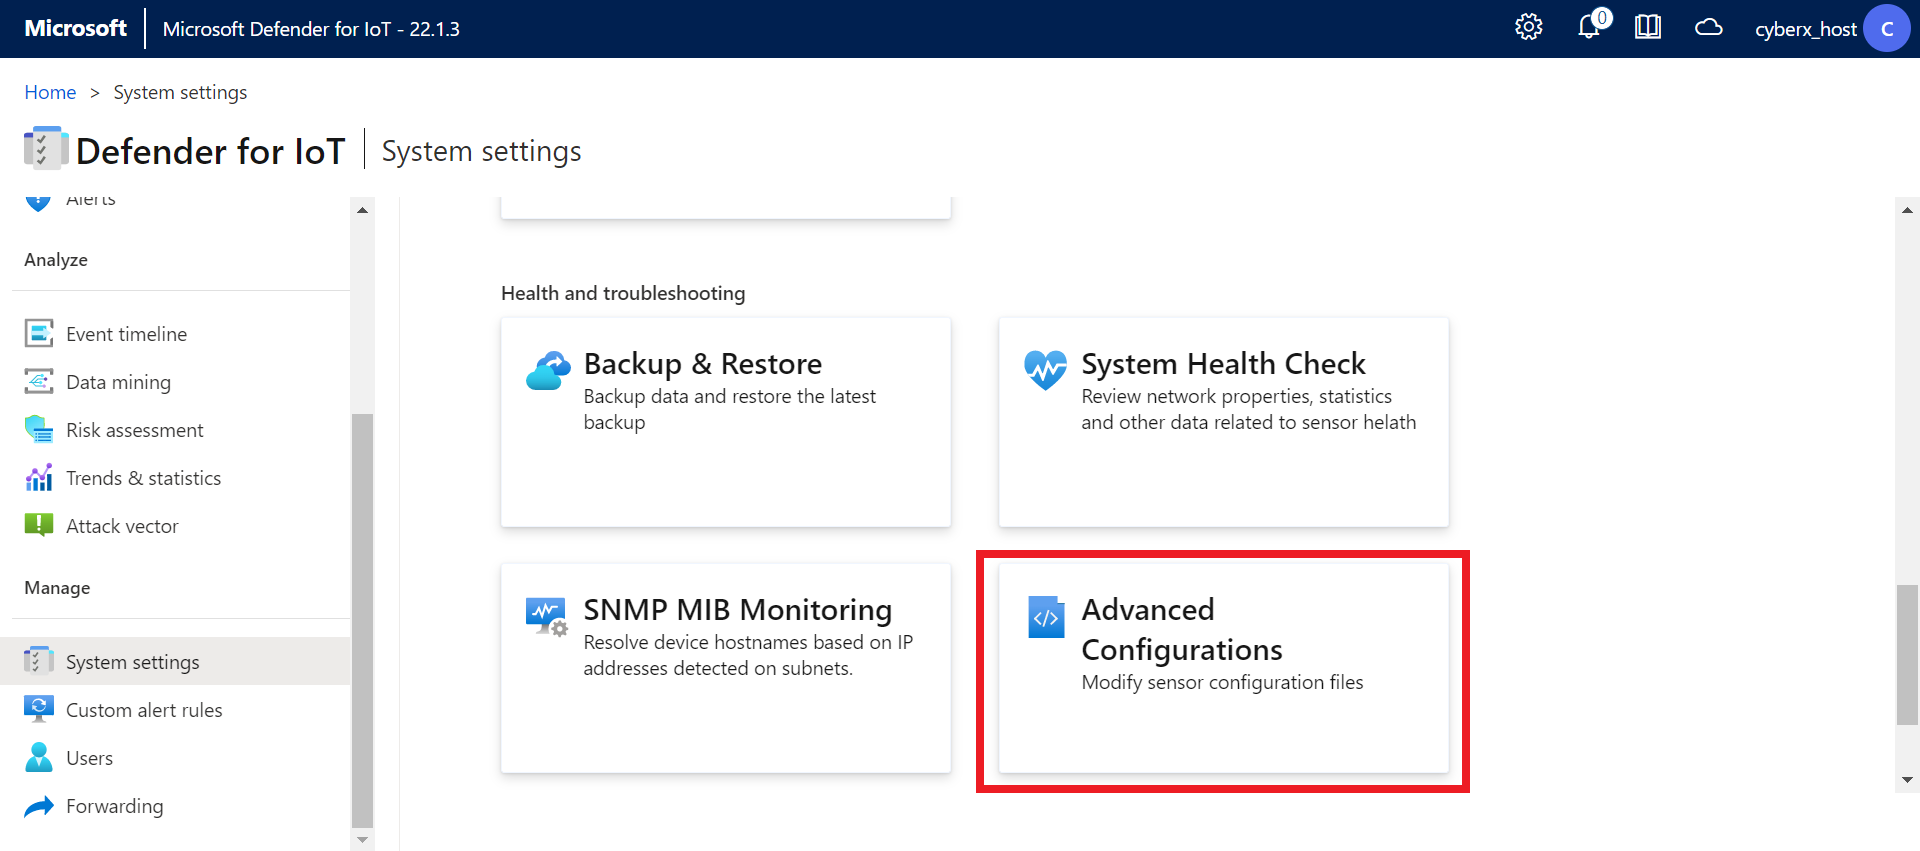 Microsoft
Microsoft Defender for IoT - 22.1.3
0
cyberx_host
C
Home > System settings
Defender for IoT
System settings
Alerts
Analyze
Event timeline
Data mining
Risk assessment
Trends & statistics
Attack vector
Manage
System settings
Custom alert rules
Users
Forwarding
Health and troubleshooting
Backup & Restore
Backup data and restore the latest
backup
System Health Check
Review network properties, statistics
and other data related to sensor helath
SNMP MIB Monitoring
Resolve device hostnames based on IP
addresses detected on subnets.
Advanced
Configurations
Modify sensor configuration files